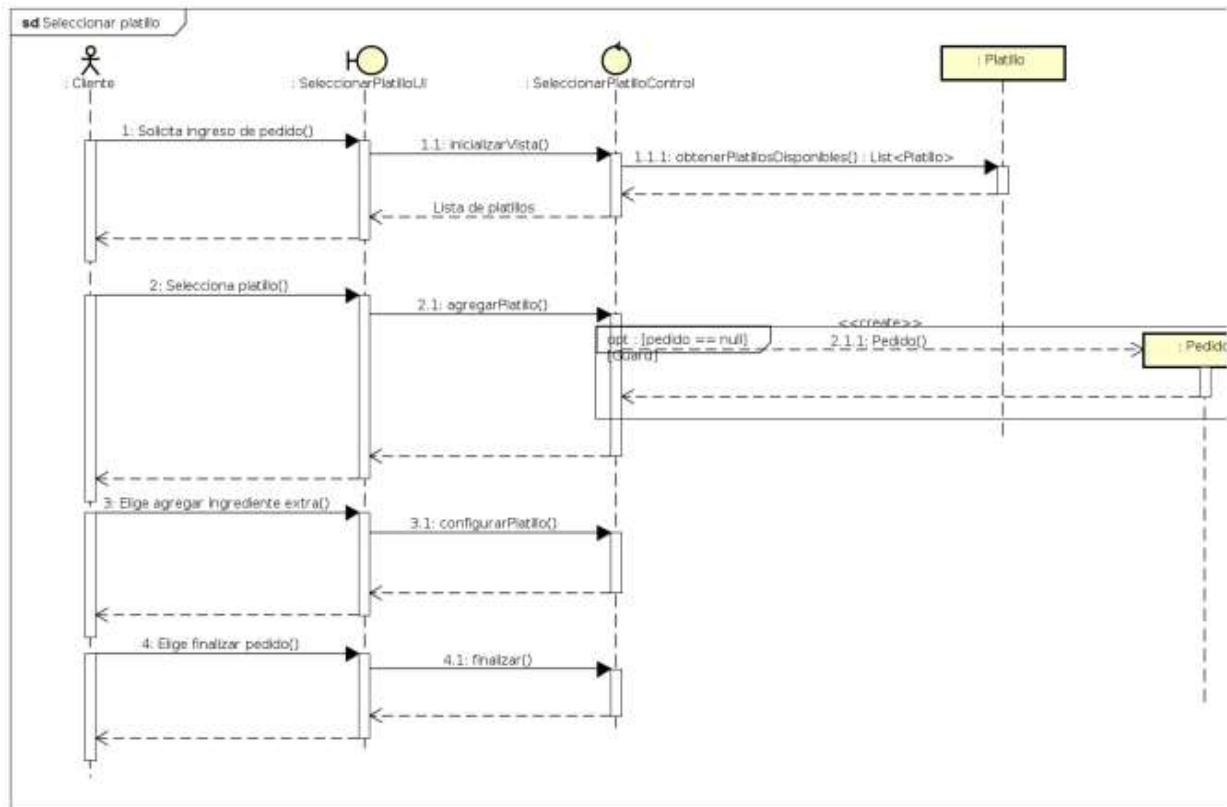 sd Seleccionar platillo
: Cliente
: SeleccionarPlatilloUI
: SeleccionarPlatilloControl
: Platillo
1: Solicita ingreso de pedido()
1.1: inicializarVista()
1.1.1: obtenerPlatillosDisponibles() : List<Platillo>
Lista de platillos
2: Selecciona platillo()
2.1: agregarPlatillo()
<<create>>
opt : [pedido == null]
2.1.1: Pedido()
: Pedido
[Guard]
3: Elige agregar ingrediente extra()
3.1: configurarPlatillo()
4: Elige finalizar pedido()
4.1: finalizar()